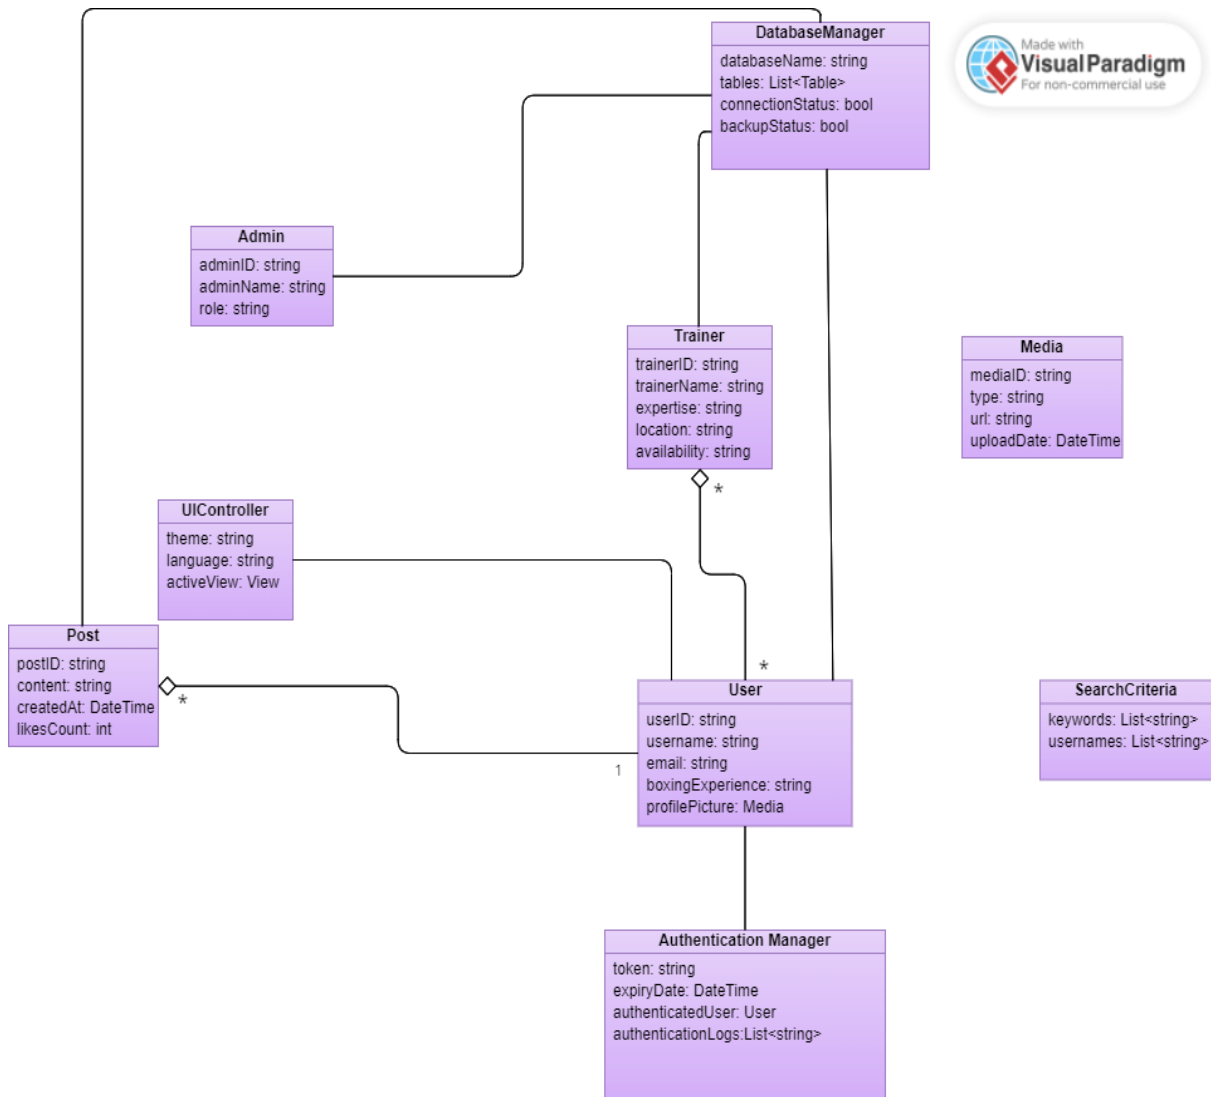 DatabaseManager
databaseName: string
tables: List<Table>
connectionStatus: bool
backupStatus: bool
Made with
Visual Paradigm
For non-commercial use
Admin
adminID: string
adminName: string
role: string
Trainer
trainerID: string
trainerName: string
expertise: string
location: string
availability: string
*
Media
mediaID: string
type: string
url: string
uploadDate: DateTime
UIController
theme: string
language: string
activeView: View
Post
postID: string
content: string
createdAt: DateTime
likesCount: int
*
1
*
User
userID: string
username: string
email: string
boxingExperience: string
profilePicture: Media
SearchCriteria
keywords: List<string>
usernames: List<string>
Authentication Manager
token: string
expiryDate: DateTime
authenticatedUser: User
authenticationLogs:List<string>